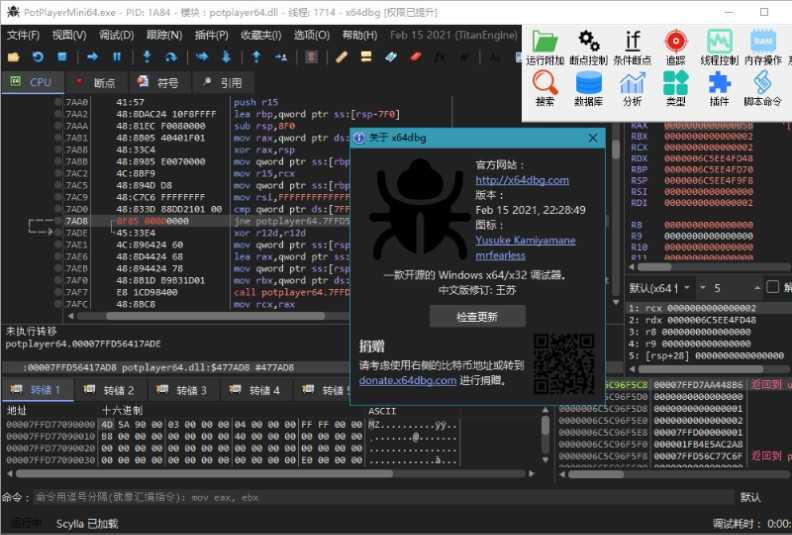 PotPlayerMini64.exe - PID: 1A84 - 模块：potplayer64.dll - 线程: 1714 - x64dbg [权限已提升]
文件(F) 视图(V) 调试(D) 跟踪(N) 插件(P) 收藏夹(I) 选项(O) 帮助(H) Feb 15 2021 (TitanEngine)
运行附加 断点控制 条件断点 追踪 线程控制 内存操作
搜索 数据库 分析 类型 插件 脚本命令
CPU 断点 符号 引用
7AA0 41:57 push r15
7AA2 48:8DAC24 10F8FFFF lea rbp,qword ptr ss:[rsp-7F0]
7AAA 48:81EC F0080000 sub rsp,8F0
7AB1 48:8B05 40401F01 mov rax,qword ptr ds:
7AB8 48:33C4 xor rax,rsp
7ABB 48:8985 E0070000 mov qword ptr ss:[rbp
7AC2 4C:8BF9 mov r15,rcx
7AC5 48:894D D8 mov qword ptr ss:[rbp
7AC9 48:C7C6 FFFFFFFF mov rsi,FFFFFFFFFFFF
7AD0 48:833D 88DD2101 00 cmp qword ptr ds:[7FF
7AD8 0F85 00000000 jne potplayer64.7FFD5
7ADE 45:33E4 xor r12d,r12d
7AE1 4C:896424 60 mov qword ptr ss:[rsp
7AE6 48:8D4424 68 lea rax,qword ptr ss:
7AEB 48:894424 78 mov qword ptr ss:[rsp
7AF0 48:8B1D B9831D01 mov rbx,qword ptr ds:
7AF7 E8 1CD98400 call potplayer64.7FFD
7AFC 48:8BC8 mov rcx,rax
关于 x64dbg
官方网站：
http://x64dbg.com
版本：
Feb 15 2021, 22:28:49
图标：
Yusuke Kamiyamane
mrfearless
一款开源的 Windows x64/x32 调试器。
中文版修订: 王苏
检查更新
捐赠
请考虑使用右侧的比特币地址或转到
donate.x64dbg.com 进行捐赠。
RAX
RBX 0000000000000002
RCX 0000000000000002
RDX 0000006C5EE4FD48
RBP
RSP 0000006C5EE4F9F8
RSI 0000000000000000
RDI 0000000000000002
R8 0000000000000000
R9 0000000000000000
R10 0000000000000000
R11
默认(x64 5
1: rcx 0000000000000002
2: rdx 0000006C5EE4FD48
3: r8 0000000000000000
4: r9 0000000000000000
5: [rsp+28] 0000000000000000
未执行转移
potplayer64.00007FFD56417ADE
:00007FFD56417AD8 potplayer64.dll:$477AD8 #477AD8
转储 1 转储 2 转储 3 转储 4 转储 5
地址 十六进制 ASCII
00007FFD77090000 4D 5A 90 00 03 00 00 00 04 00 00 00 FF FF 00 00 MZ..........ÿÿ..
00007FFD77090010 B8 00 00 00 00 00 00 00 40 00 00 00 00 00 00 00 ¸.......@.......
00007FFD77090020 00 00 00 00 00 00 00 00 00 00 00 00 00 00 00 00
00007FFD77090030 00 00 00 00 00 00 00 00 00 00 00 00 E0 00 00 00 ............à...
6C5C96F5C8 00007FFD7AA44886 返回到
0000006C5C96F5D0 0000000000000000
0000006C5C96F5D8 0000000000000001
0000006C5C96F5E0 0000000000000002
0000006C5C96F5E8 00007FFD00000001
0000006C5C96F5F0 000001FB4E5AC2A8
0000006C5C96F5F8 00007FFD56C77C6F 返回到 p
命令： 命令用逗号分隔(就像汇编指令): mov eax, ebx 默认
运行中 Scylla 已加载 调试耗时： 0:00: